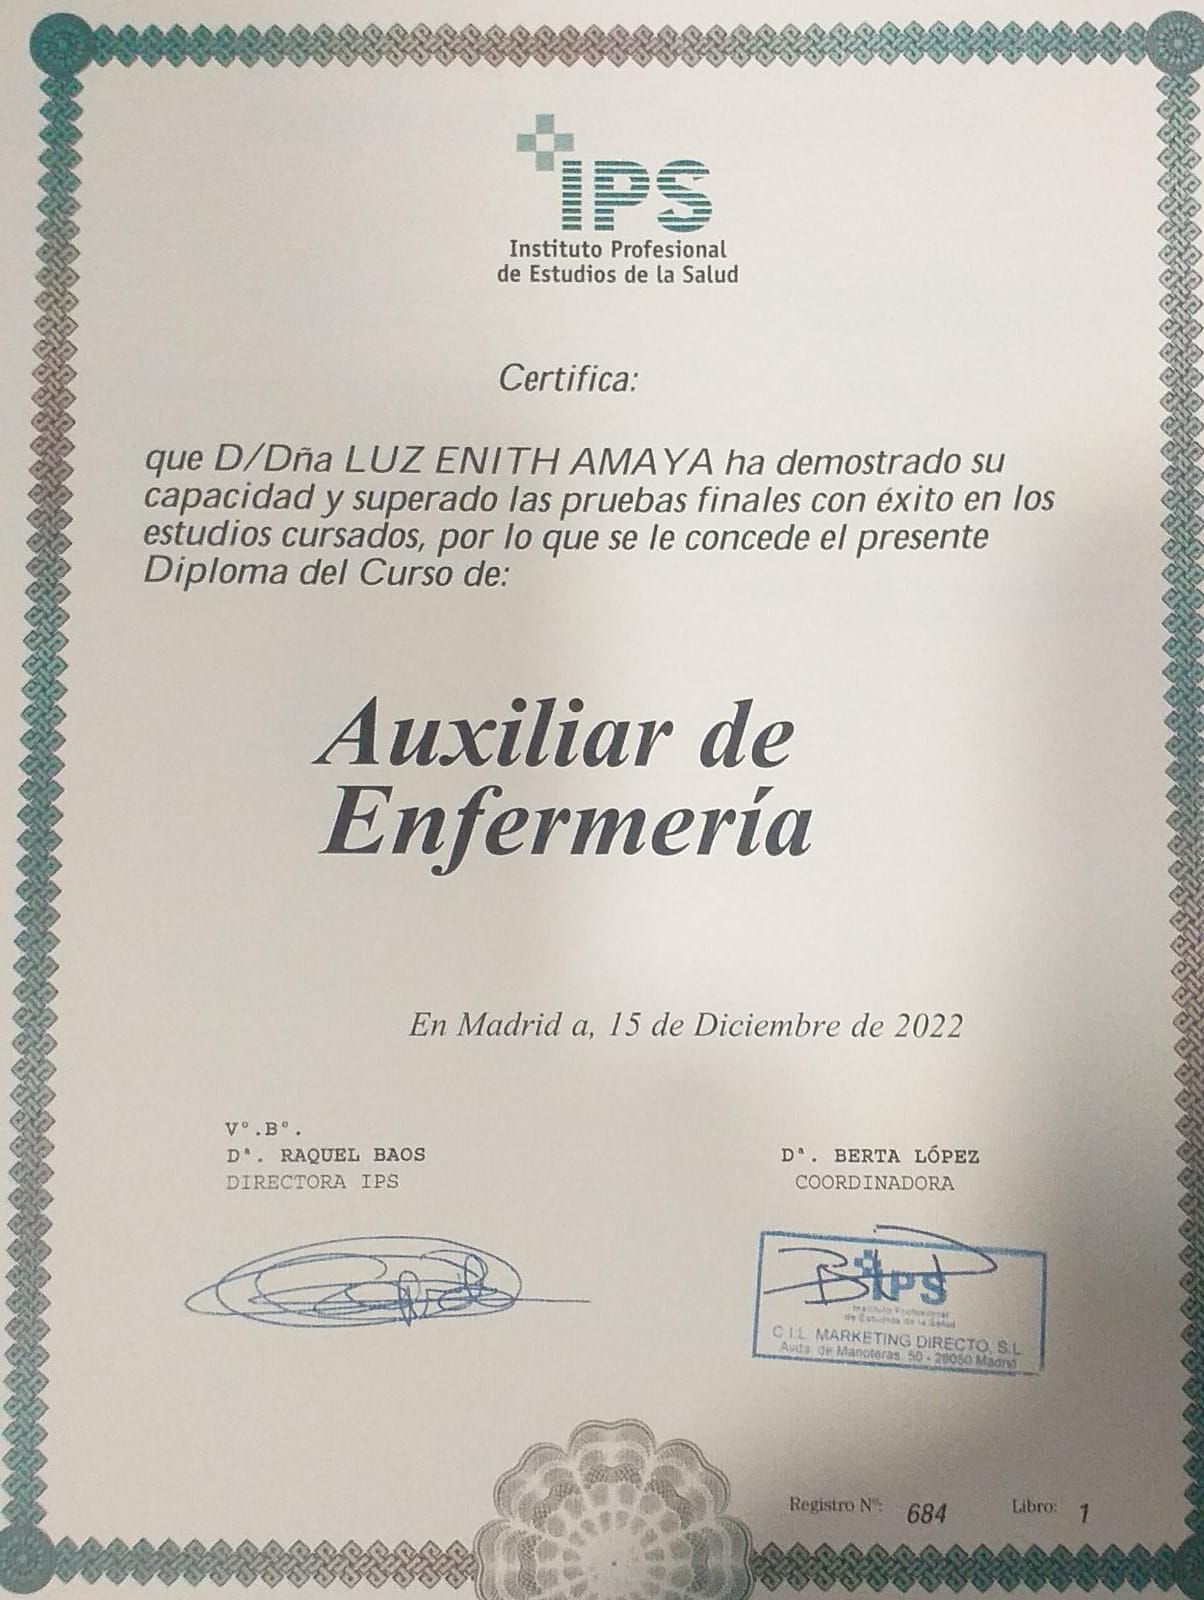 IPS
Instituto Profesional
de Estudios de la Salud
Certifica:
que D/Dña LUZ ENITH AMAYA ha demostrado su
capacidad y superado las pruebas finales con éxito en los
estudios cursados, por lo que se le concede el presente
Diploma del Curso de:
Auxiliar de
Enfermería
En Madrid a, 15 de Diciembre de 2022
Vº.Bº.
Dª. RAQUEL BAOS
DIRECTORA IPS
Dª. BERTA LÓPEZ
COORDINADORA
IPS
Instituto Profesional
de Estudios de la Salud
C.I.L. MARKETING DIRECTO, S.L.
Avda. de Manoteras, 50 - 28050 Madrid
Registro Nº: 684 Libro: 1